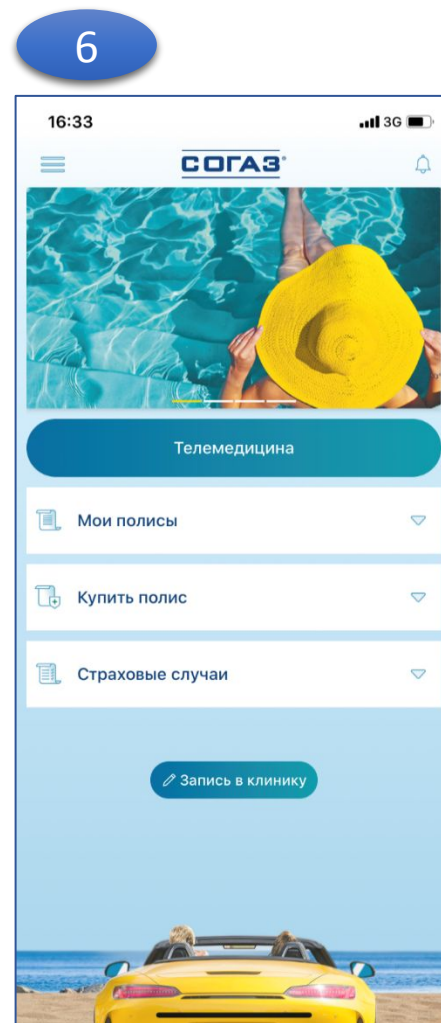 6
16:33
3G
СОГАЗ
Телемедицина
Мои полисы
Купить полис
Страховые случаи
Запись в клинику